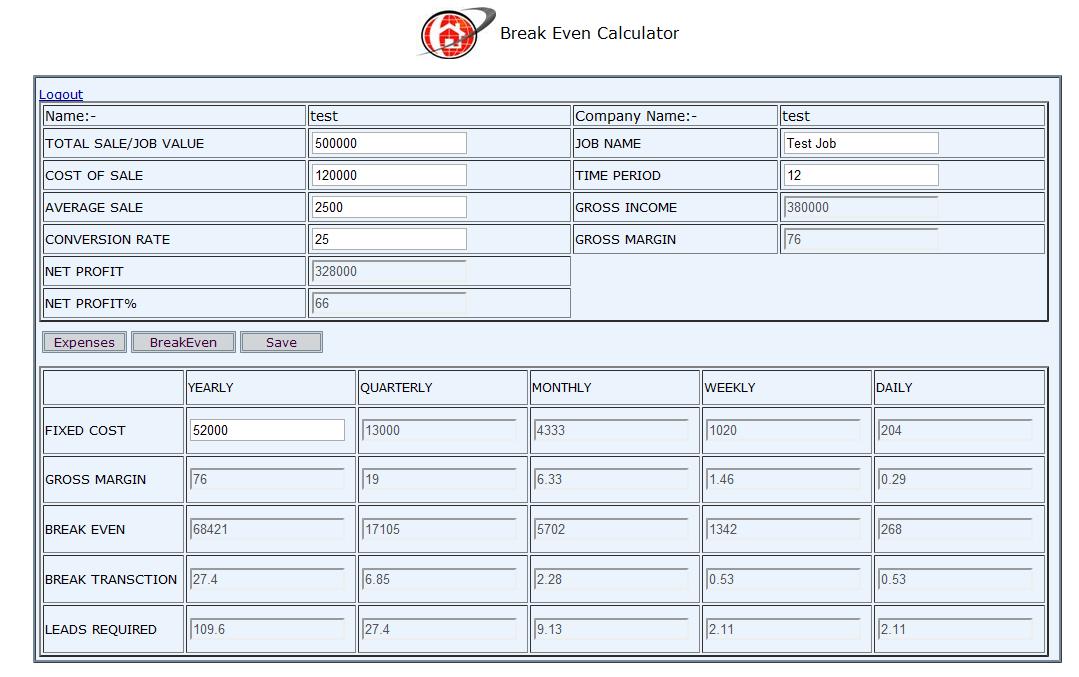 Break Even Calculator
Logout
Name:- test Company Name:- test
TOTAL SALE/JOB VALUE 500000 JOB NAME Test Job
COST OF SALE 120000 TIME PERIOD 12
AVERAGE SALE 2500 GROSS INCOME 380000
CONVERSION RATE 25 GROSS MARGIN 76
NET PROFIT 328000
NET PROFIT% 66
Expenses BreakEven Save
YEARLY QUARTERLY MONTHLY WEEKLY DAILY
FIXED COST 52000 13000 4333 1020 204
GROSS MARGIN 76 19 6.33 1.46 0.29
BREAK EVEN 68421 17105 5702 1342 268
BREAK TRANSCTION 27.4 6.85 2.28 0.53 0.53
LEADS REQUIRED 109.6 27.4 9.13 2.11 2.11